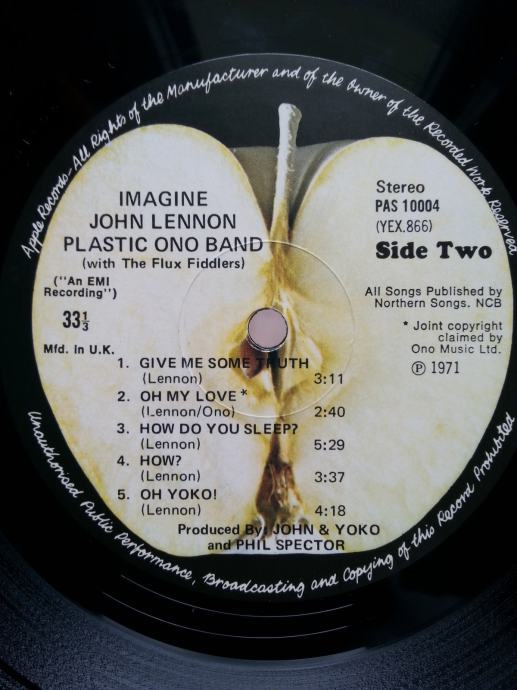 Apple Records-All Rights of the Manufacturer and of the Owner of the Recorded Work Reserved
IMAGINE
JOHN LENNON
PLASTIC ONO BAND
(with The Flux Fiddlers)
("An EMI
Recording")
33⅓
Mfd. in U.K.
Stereo
PAS 10004
(YEX.866)
Side Two
All Songs Published by
Northern Songs. NCB
* Joint copyright
claimed by
Ono Music Ltd.
Ⓟ 1971
1. GIVE ME SOME TRUTH
(Lennon) 3:11
2. OH MY LOVE *
(Lennon/Ono) 2:40
3. HOW DO YOU SLEEP?
(Lennon) 5:29
4. HOW?
(Lennon) 3:37
5. OH YOKO!
(Lennon) 4:18
Produced By: JOHN & YOKO
and PHIL SPECTOR
Unauthorised Public Performance, Broadcasting and Copying of this Record Prohibited